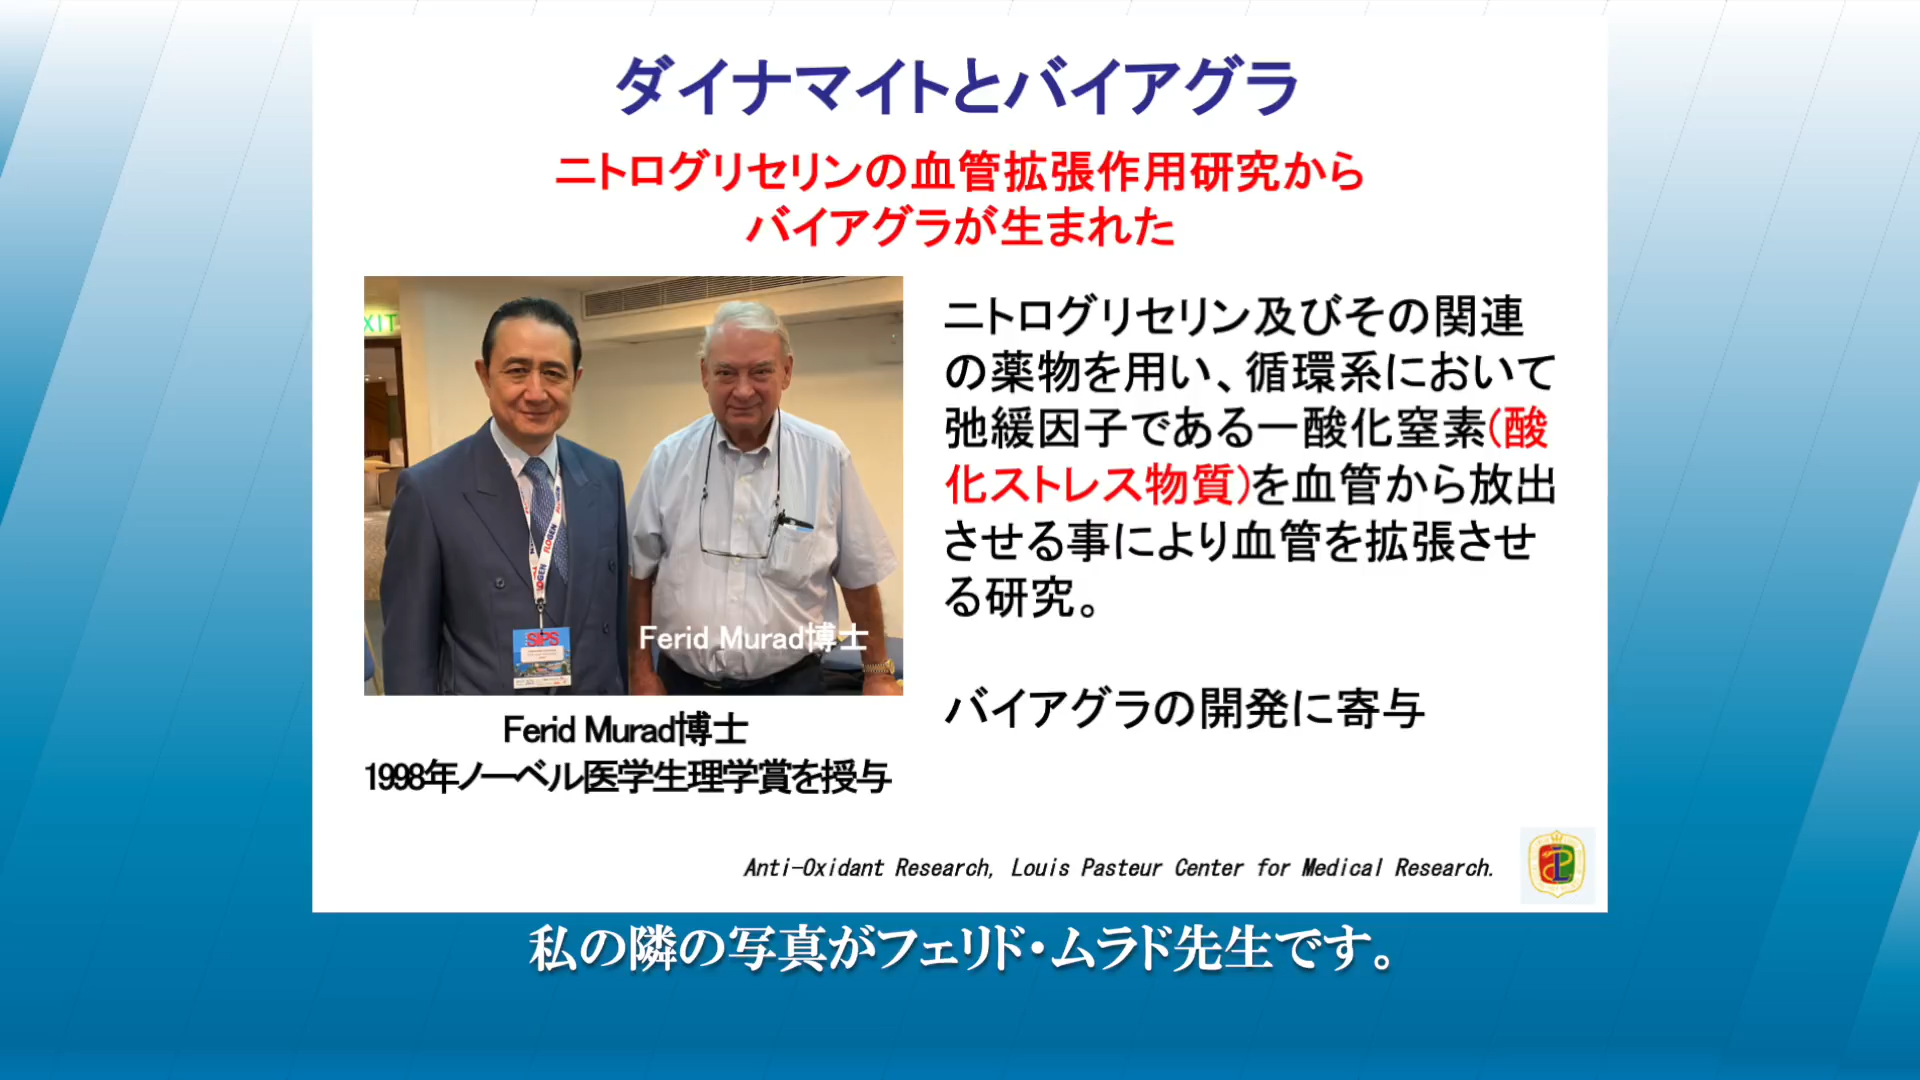 ダイナマイトとバイアグラ
ニトログリセリンの血管拡張作用研究から
バイアグラが生まれた
XIT
FLOGEN
SIPS
Ferid Murad博士
Ferid Murad博士
1998年ノーベル医学生理学賞を授与
ニトログリセリン及びその関連
の薬物を用い、循環系において
弛緩因子である一酸化窒素(酸
化ストレス物質)を血管から放出
させる事により血管を拡張させ
る研究。
バイアグラの開発に寄与
Anti-Oxidant Research, Louis Pasteur Center for Medical Research.
私の隣の写真がフェリド・ムラド先生です。